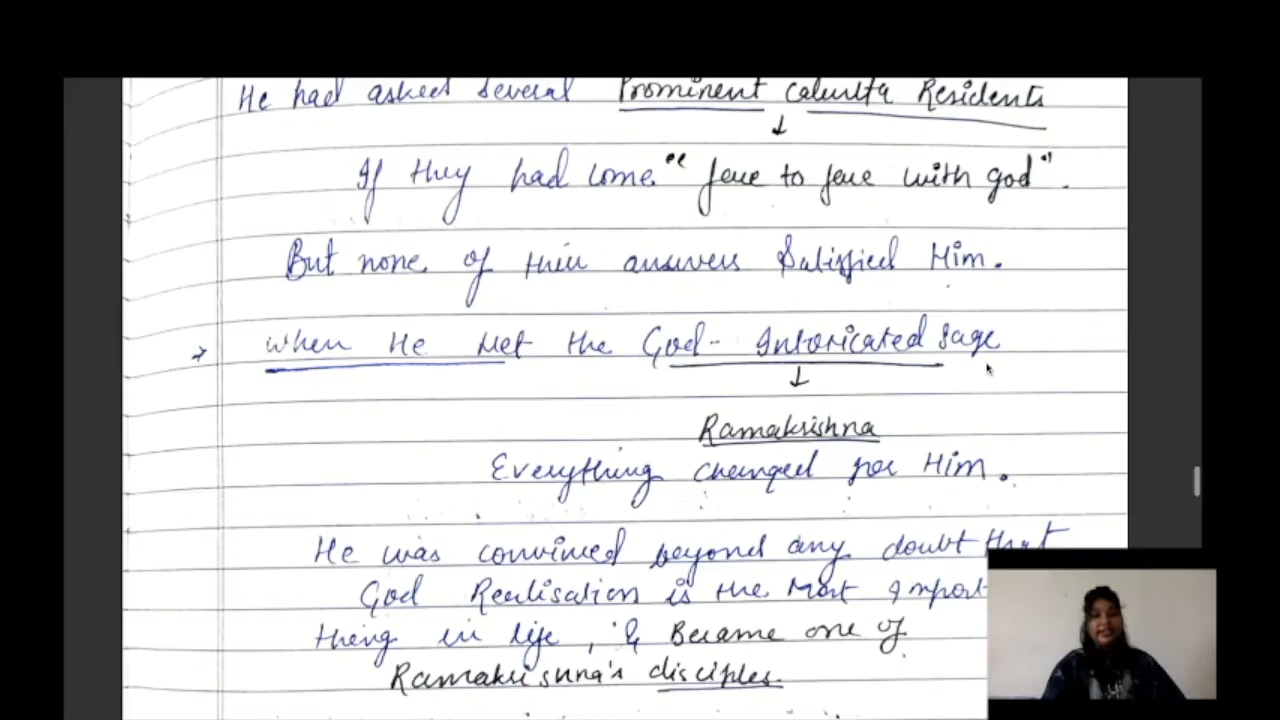 He had asked several Prominent Calcutta Residents
↓
If they had come "face to face with god".
But none of their answers Satisfied Him.
→ when He Met the God- Intoxicated sage
↓
Ramakrishna
Everything changed for Him.
He was convinced beyond any doubt that
God Realisation is the Most Import
thing in life, & Became one of
Ramakrishna's disciples.